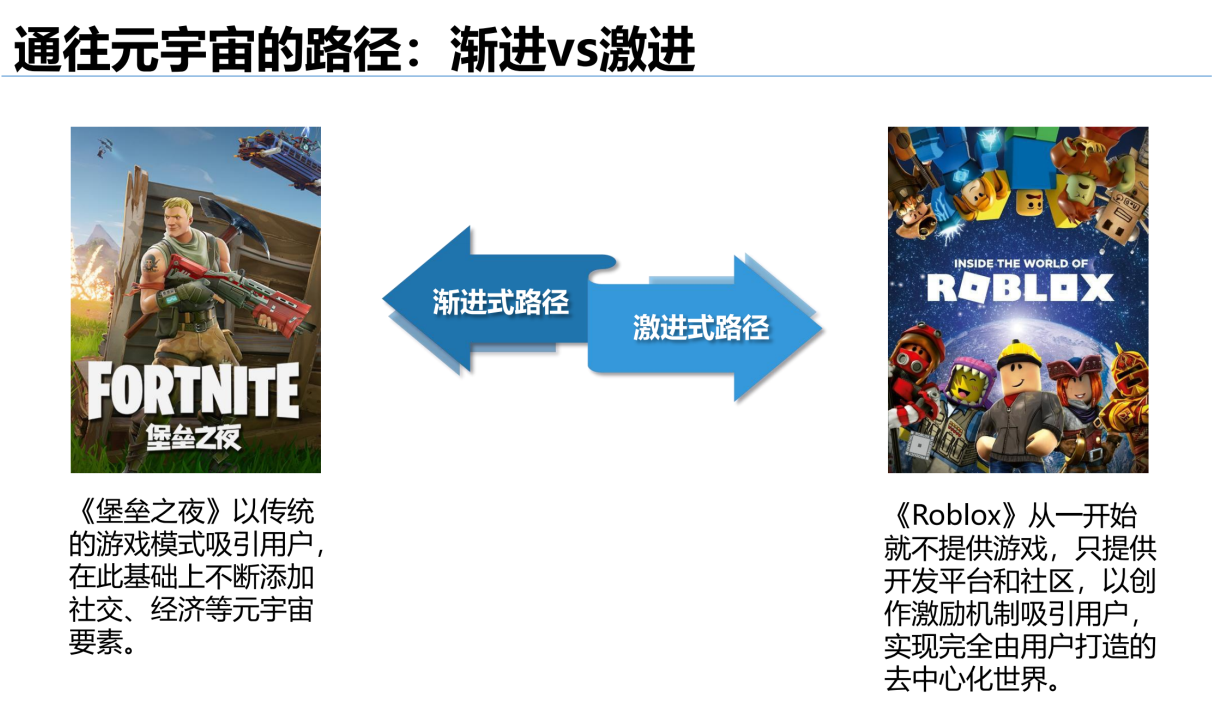 通往元宇宙的路径：渐进vs激进
FORTNITE
堡垒之夜
渐进式路径
激进式路径
INSIDE THE WORLD OF
ROBLOX
《堡垒之夜》以传统
的游戏模式吸引用户，
在此基础上不断添加
社交、经济等元宇宙
要素。
《Roblox》从一开始
就不提供游戏，只提供
开发平台和社区，以创
作激励机制吸引用户，
实现完全由用户打造的
去中心化世界。